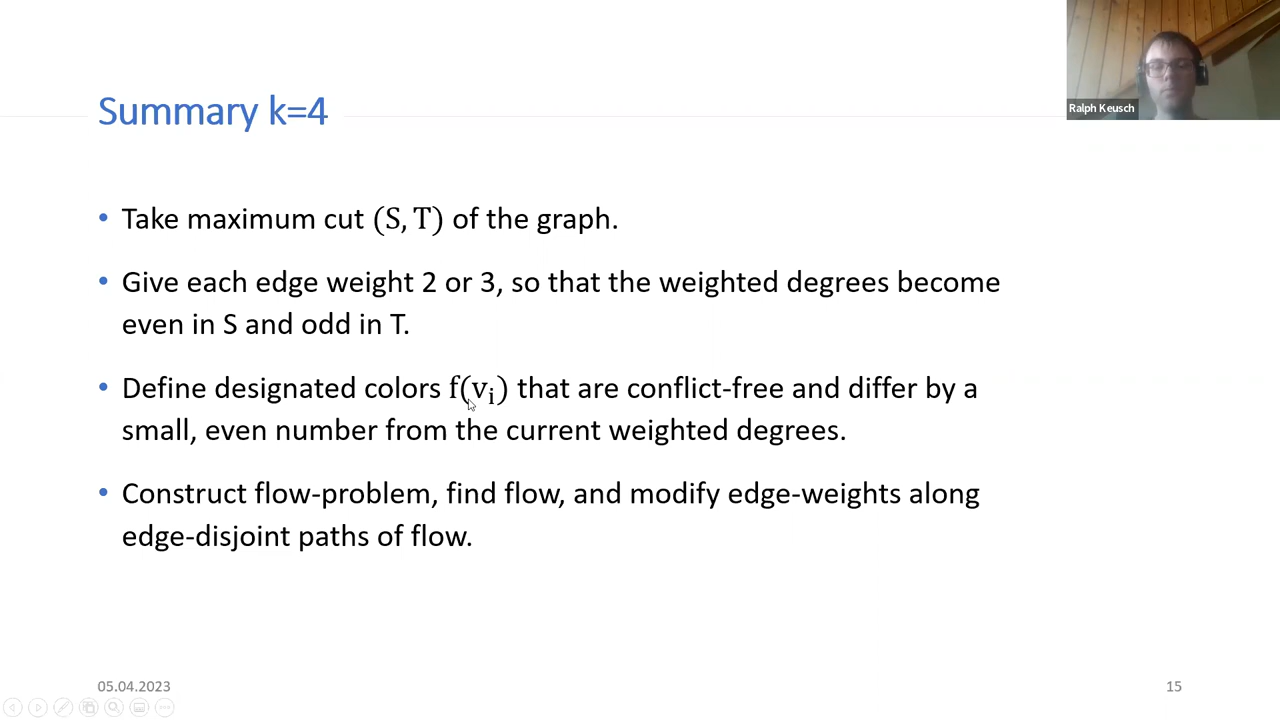 Ralph Keusch
Summary k=4
• Take maximum cut (S, T) of the graph.
• Give each edge weight 2 or 3, so that the weighted degrees become
even in S and odd in T.
• Define designated colors f(vᵢ) that are conflict-free and differ by a
small, even number from the current weighted degrees.
• Construct flow-problem, find flow, and modify edge-weights along
edge-disjoint paths of flow.
05.04.2023
15